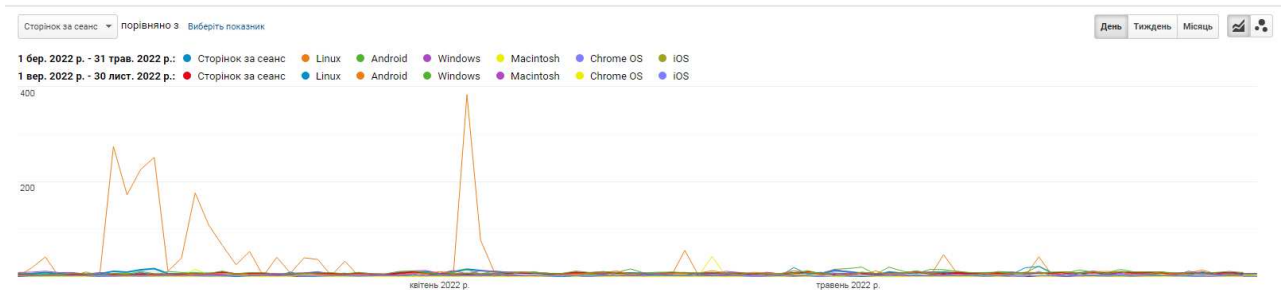 Сторінок за сеанс порівняно з Виберіть показник День Тиждень Місяць
1 бер. 2022 р. - 31 трав. 2022 р.: Сторінок за сеанс Linux Android Windows Macintosh Chrome OS iOS
1 вер. 2022 р. - 30 лист. 2022 р.: Сторінок за сеанс Linux Android Windows Macintosh Chrome OS iOS
400
200
квітень 2022 р. травень 2022 р.